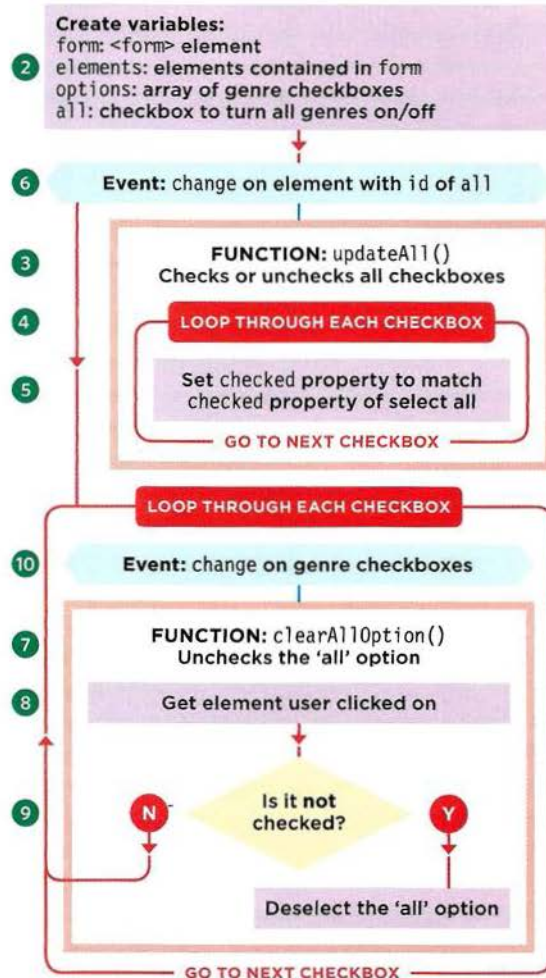 Create variables:
form: <form> element
2
elements: elements contained in form
options: array of genre checkboxes
all: checkbox to turn all genres on/off
6
Event: change on element with id of all
3
FUNCTION: updateAll()
Checks or unchecks all checkboxes
4
LOOP THROUGH EACH CHECKBOX
5
Set checked property to match
checked property of select all
GO TO NEXT CHECKBOX
LOOP THROUGH EACH CHECKBOX
10
Event: change on genre checkboxes
7
FUNCTION: clearAllOption()
Unchecks the 'all' option
8
Get element user clicked on
9
N
Is it not
checked?
Y
Deselect the 'all' option
GO TO NEXT CHECKBOX